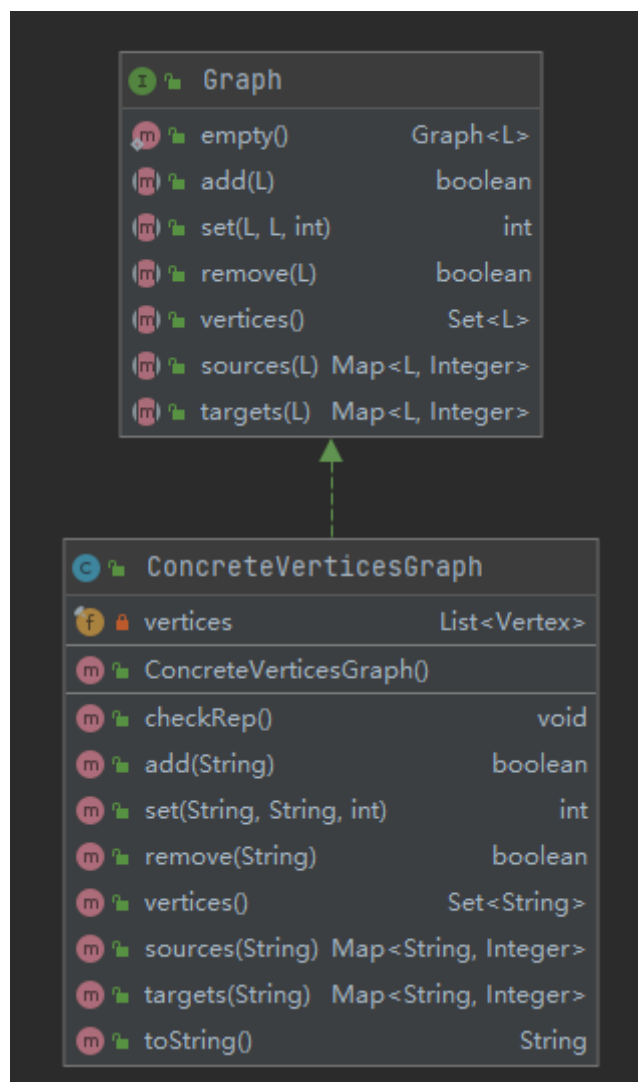 Graph
empty() Graph<L>
add(L) boolean
set(L, L, int) int
remove(L) boolean
vertices() Set<L>
sources(L) Map<L, Integer>
targets(L) Map<L, Integer>
ConcreteVerticesGraph
vertices List<Vertex>
ConcreteVerticesGraph()
checkRep() void
add(String) boolean
set(String, String, int) int
remove(String) boolean
vertices() Set<String>
sources(String) Map<String, Integer>
targets(String) Map<String, Integer>
toString() String